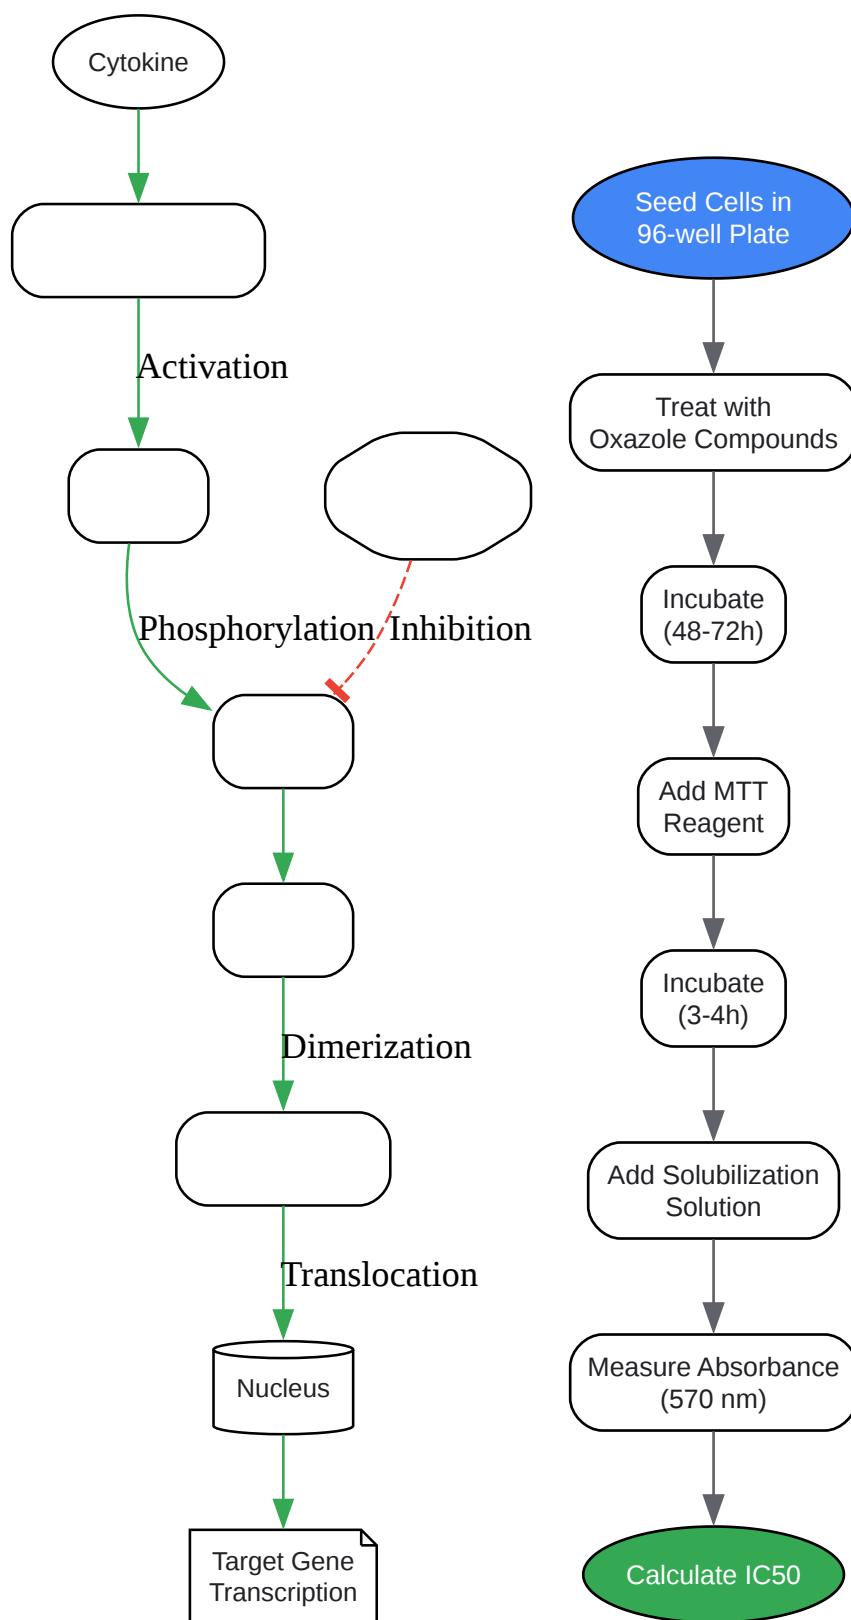 Cytokine
Activation
Phosphorylation
Inhibition
Dimerization
Translocation
Nucleus
Target Gene
Transcription
Seed Cells in
96-well Plate
Treat with
Oxazole Compounds
Incubate
(48-72h)
Add MTT
Reagent
Incubate
(3-4h)
Add Solubilization
Solution
Measure Absorbance
(570 nm)
Calculate IC50